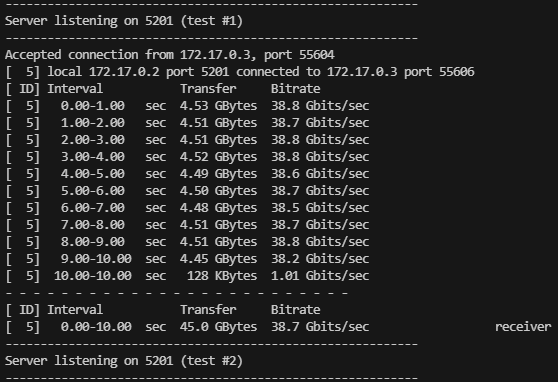 -----------------------------------------------------------
Server listening on 5201 (test #1)
-----------------------------------------------------------
Accepted connection from 172.17.0.3, port 55604
[  5] local 172.17.0.2 port 5201 connected to 172.17.0.3 port 55606
[ ID] Interval           Transfer     Bitrate
[  5]   0.00-1.00   sec  4.53 GBytes  38.8 Gbits/sec
[  5]   1.00-2.00   sec  4.51 GBytes  38.7 Gbits/sec
[  5]   2.00-3.00   sec  4.51 GBytes  38.8 Gbits/sec
[  5]   3.00-4.00   sec  4.52 GBytes  38.8 Gbits/sec
[  5]   4.00-5.00   sec  4.49 GBytes  38.6 Gbits/sec
[  5]   5.00-6.00   sec  4.50 GBytes  38.7 Gbits/sec
[  5]   6.00-7.00   sec  4.48 GBytes  38.5 Gbits/sec
[  5]   7.00-8.00   sec  4.51 GBytes  38.7 Gbits/sec
[  5]   8.00-9.00   sec  4.51 GBytes  38.8 Gbits/sec
[  5]   9.00-10.00  sec  4.45 GBytes  38.2 Gbits/sec
[  5]  10.00-10.00  sec   128 KBytes  1.01 Gbits/sec
- - - - - - - - - - - - - - - - - - - - - - - - -
[ ID] Interval           Transfer     Bitrate
[  5]   0.00-10.00  sec  45.0 GBytes  38.7 Gbits/sec                  receiver
-----------------------------------------------------------
Server listening on 5201 (test #2)
-----------------------------------------------------------